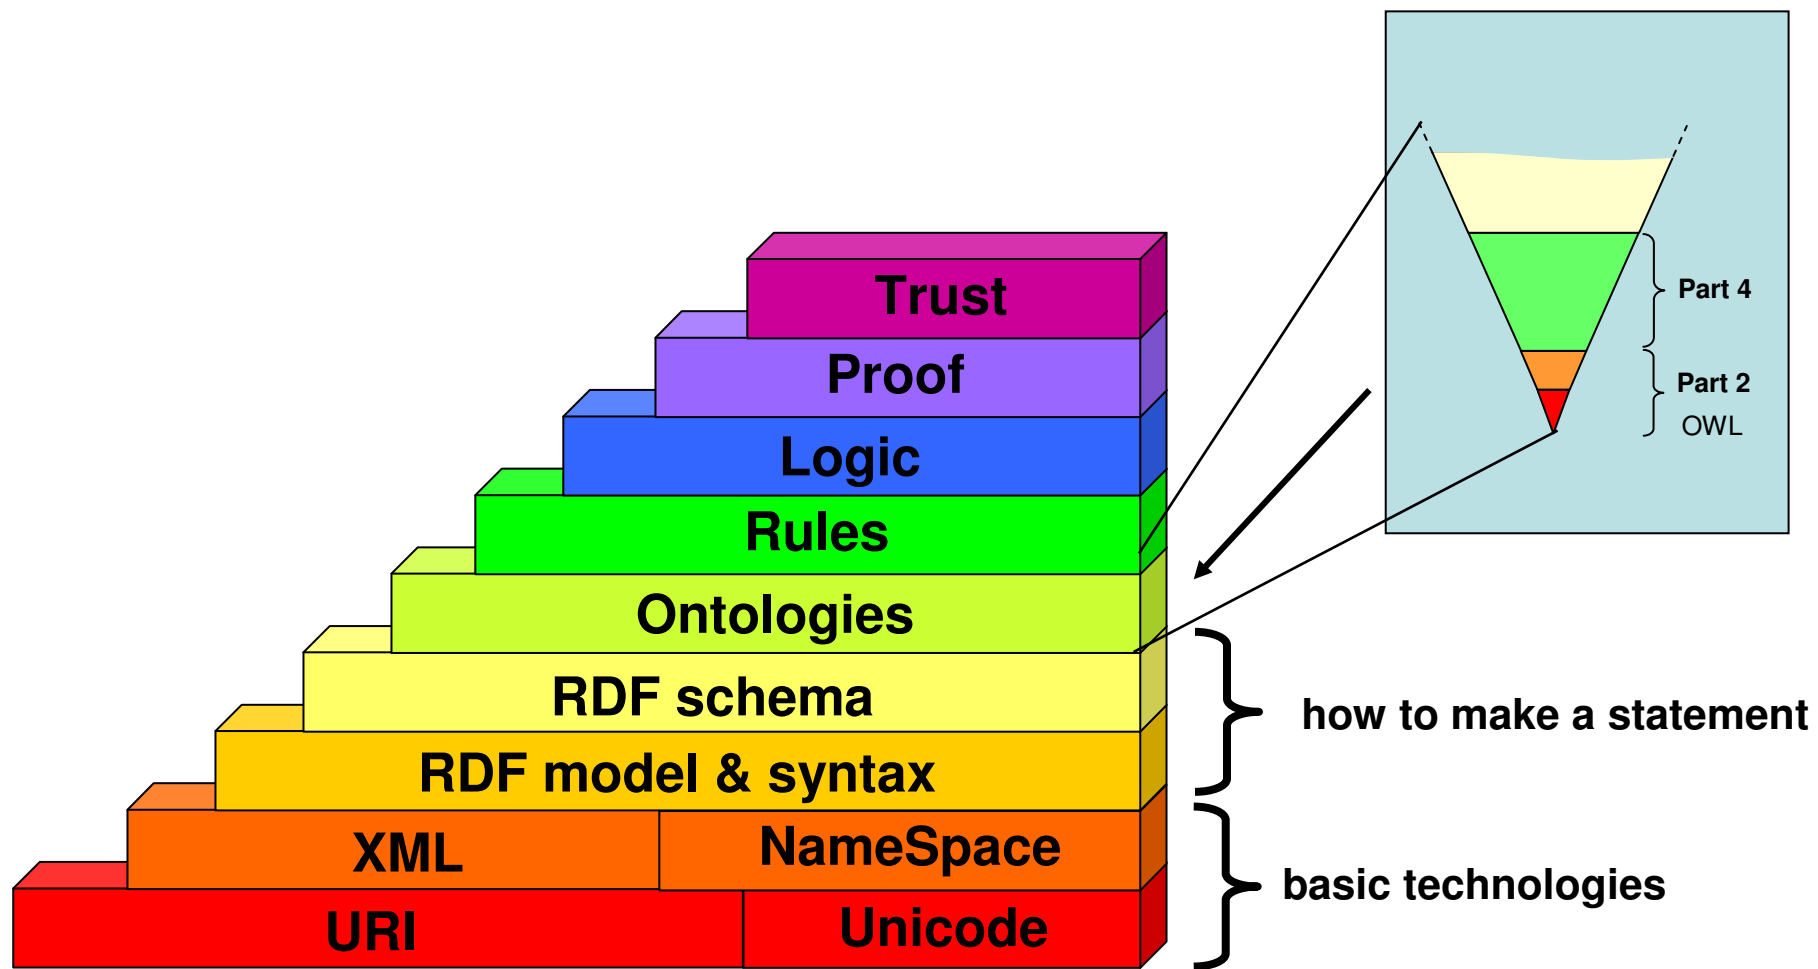 Part 4
Part 2
OWL
Trust
Proof
Logic
Rules
Ontologies
RDF schema
how to make a statement
RDF model & syntax
XML NameSpace
basic technologies
URI Unicode